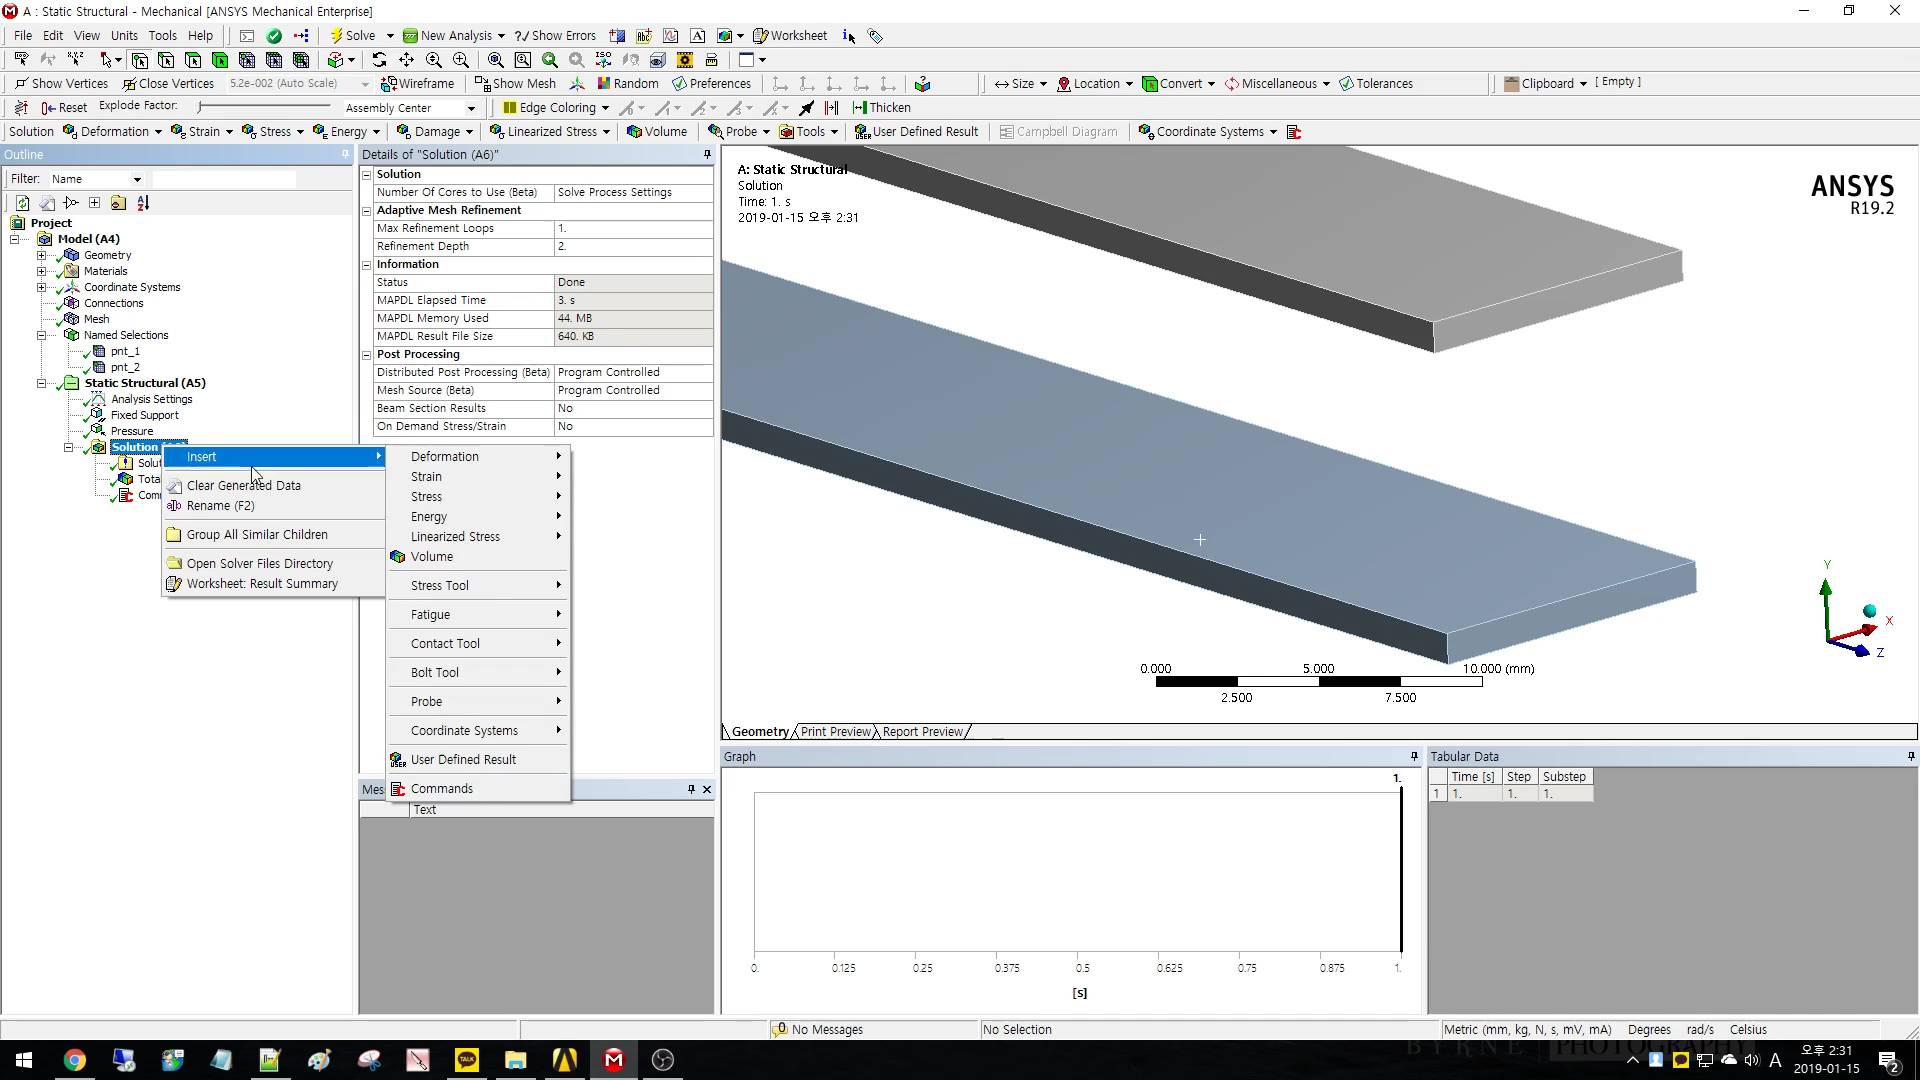 A : Static Structural - Mechanical [ANSYS Mechanical Enterprise]
File Edit View Units Tools Help Solve New Analysis ?/ Show Errors Worksheet
Show Vertices Close Vertices 5.2e-002 (Auto Scale) Wireframe Show Mesh Random Preferences Size Location Convert Miscellaneous Tolerances Clipboard [ Empty ]
Reset Explode Factor: Assembly Center Edge Coloring Thicken
Solution Deformation Strain Stress Energy Damage Linearized Stress Volume Probe Tools User Defined Result Campbell Diagram Coordinate Systems
Outline
Filter: Name
Project
Model (A4)
Geometry
Materials
Coordinate Systems
Connections
Mesh
Named Selections
pnt_1
pnt_2
Static Structural (A5)
Analysis Settings
Fixed Support
Pressure
Solution
Solut
Tota
Com
Insert
Clear Generated Data
Rename (F2)
Group All Similar Children
Open Solver Files Directory
Worksheet: Result Summary
Deformation
Strain
Stress
Energy
Linearized Stress
Volume
Stress Tool
Fatigue
Contact Tool
Bolt Tool
Probe
Coordinate Systems
User Defined Result
Commands
Details of "Solution (A6)"
Solution
Number Of Cores to Use (Beta) Solve Process Settings
Adaptive Mesh Refinement
Max Refinement Loops 1.
Refinement Depth 2.
Information
Status Done
MAPDL Elapsed Time 3. s
MAPDL Memory Used 44. MB
MAPDL Result File Size 640. KB
Post Processing
Distributed Post Processing (Beta) Program Controlled
Mesh Source (Beta) Program Controlled
Beam Section Results No
On Demand Stress/Strain No
Mes
Text
A: Static Structural
Solution
Time: 1. s
2019-01-15 오후 2:31
ANSYS
R19.2
Y
X
Z
0.000 5.000 10.000 (mm)
2.500 7.500
Geometry Print Preview Report Preview
Graph
1.
0. 0.125 0.25 0.375 0.5 0.625 0.75 0.875 1.
[s]
Tabular Data
Time [s] Step Substep
1 1. 1. 1.
No Messages No Selection Metric (mm, kg, N, s, mV, mA) Degrees rad/s Celsius
BYRNE PHOTOGRAPHY
TALK
A
오후 2:31
2019-01-15
2